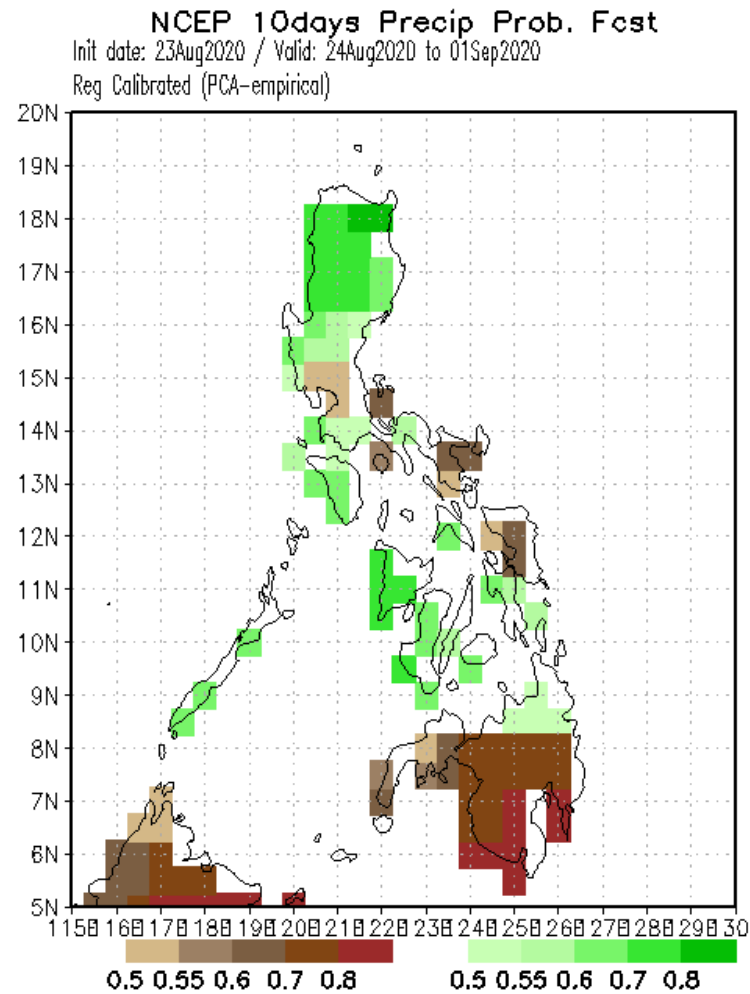 NCEP 10days Precip Prob. Fcst
Init date: 23Aug2020 / Valid: 24Aug2020 to 01Sep2020
Reg Calibrated (PCA-empirical)
20N
19N
18N
17N
16N
15N
14N
13N
12N
11N
10N
9N
8N
7N
6N
5N
115E 116E 117E 118E 119E 120E 121E 122E 123E 124E 125E 126E 127E 128E 129E 130
0.5 0.55 0.6 0.7 0.8 0.5 0.55 0.6 0.7 0.8